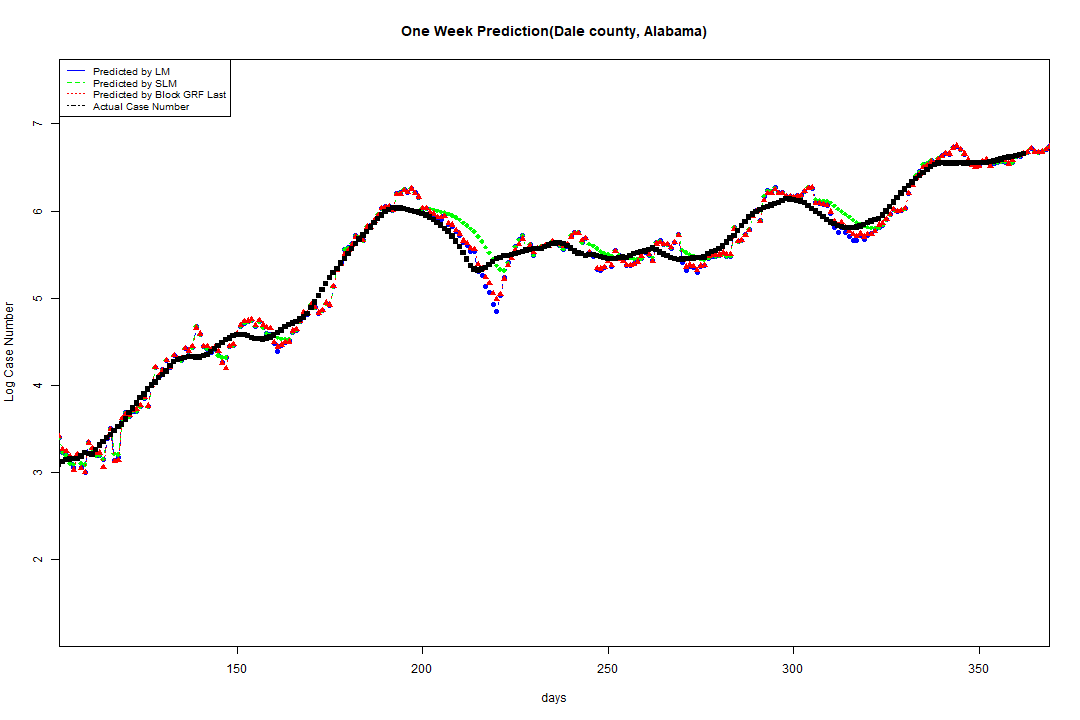 One Week Prediction(Dale county, Alabama)
Predicted by LM
Predicted by SLM
Predicted by Block GRF Last
Actual Case Number
7
6
5
4
3
2
Log Case Number
150
200
250
300
350
days